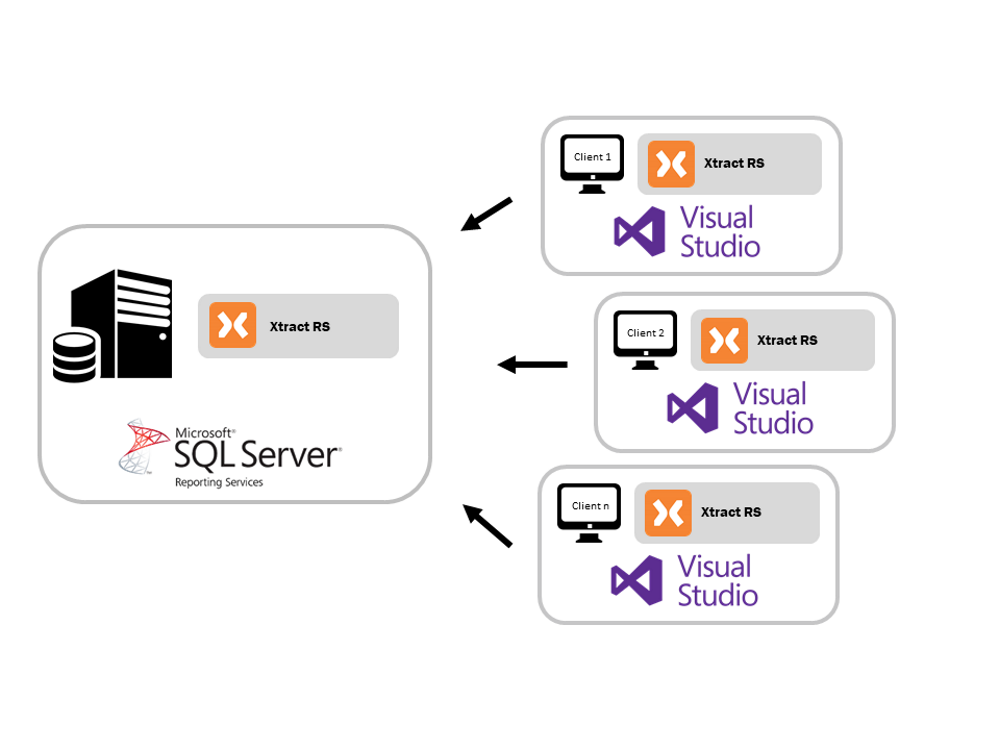 Client 1
Xtract RS
Visual
Studio
Xtract RS
Microsoft®
SQL Server®
Reporting Services
Client 2
Xtract RS
Visual
Studio
Client n
Xtract RS
Visual
Studio